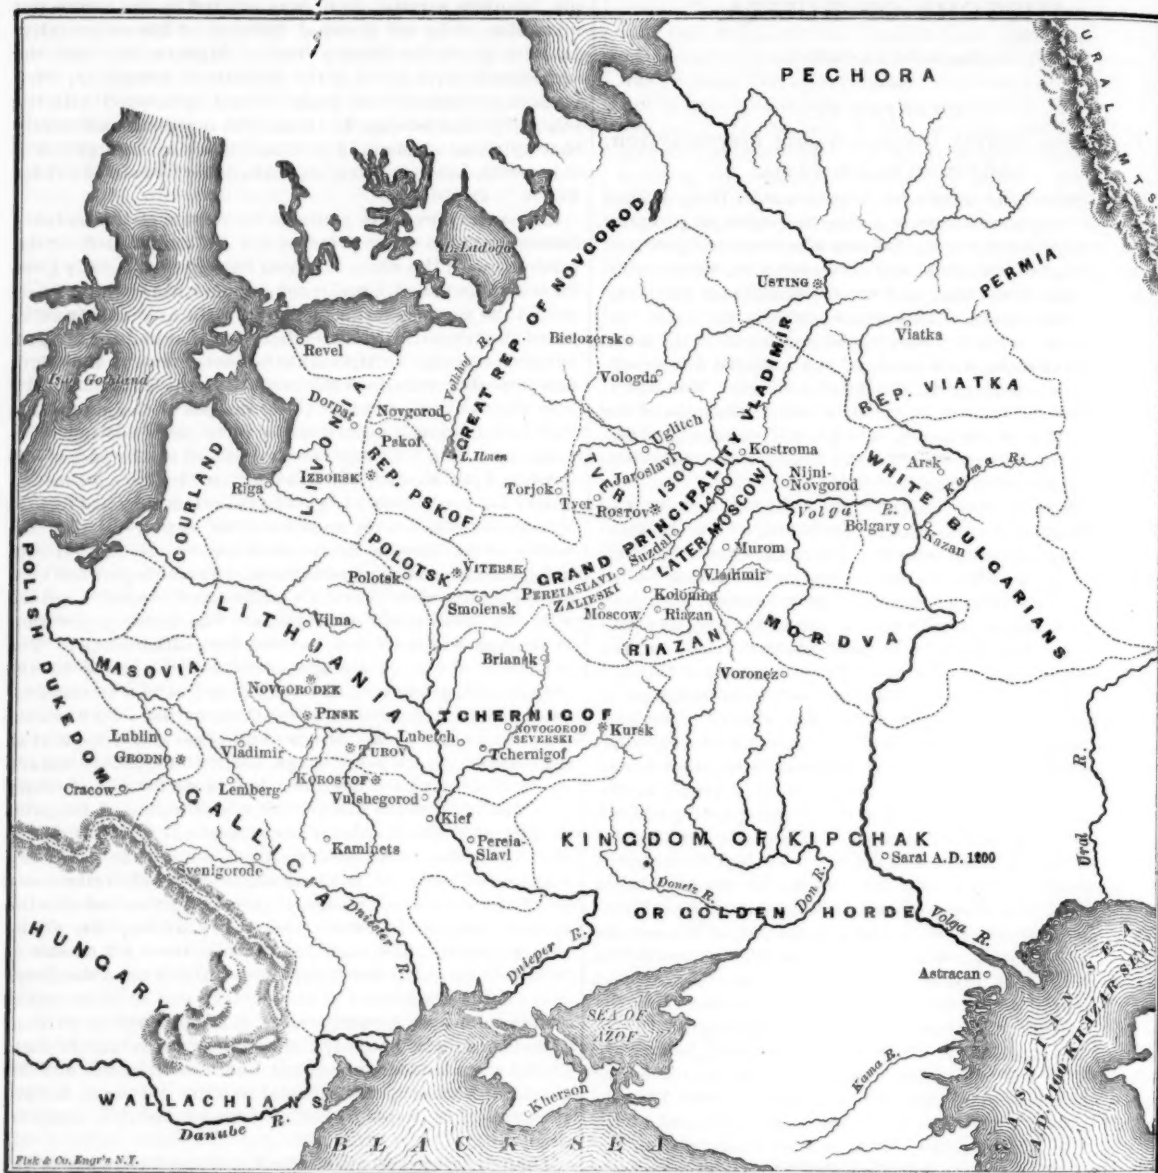 PECHORA
URAL MTS.
L. Ladoga
GREAT REP OF NOVGOROD
USTING
PERMIA
Revel
Bielozersk
Viatka
Volkhof R.
Isl. Gothland
Vologda
REP. VIATKA
Dorpat
Novgorod
Uglitch
VLADIMIR
LIVONIA
Pskof
L. Ilmen
Kostroma
COURLAND
IZBORSK
REP PSKOF
TVER
Jaroslavl
Arsk
Kama R.
Riga
Torjok
Tver
ROSTOV
1300
1400
Nijni-
Novgorod
WHITE BULGARIANS
Volga R.
Bolgary
Kazan
GRAND PRINCIPALITY
LATER MOSCOW
Suzdal
Murom
POLISH DUKEDOM
POLOTSK
VITEBSK
Polotsk
PEREIASLAVL
ZALIESKI
Vladimir
Smolensk
Moscow
Kolomna
Riazan
LITHUANIA
Vilna
RIAZAN
MORDVA
MASOVIA
Briansk
Voronez
NOVGORODEK
PINSK
TCHERNIGOF
NOVOGOROD
SEVERSKI
Kursk
Lublin
Vladimir
TUROV
Lubetch
Tchernigof
GRODNO
Cracow
Lemberg
KOROSTOF
Vulshegorod
Ural R.
GALLICIA
Kief
Kaminets
Pereia-
Slavl
KINGDOM OF KIPCHAK
Sarai A.D. 1200
Svenigorode
Donetz R.
Don R.
OR GOLDEN HORDE
Volga R.
Dniester R.
Dnieper R.
HUNGARY
Astracan
SEA OF
AZOF
CASPIAN SEA
A.D. 1100 KHAZAR SEA
Kama R.
WALLACHIANS
Kherson
Danube R.
BLACK SEA
Fisk & Co. Engr's N.Y.